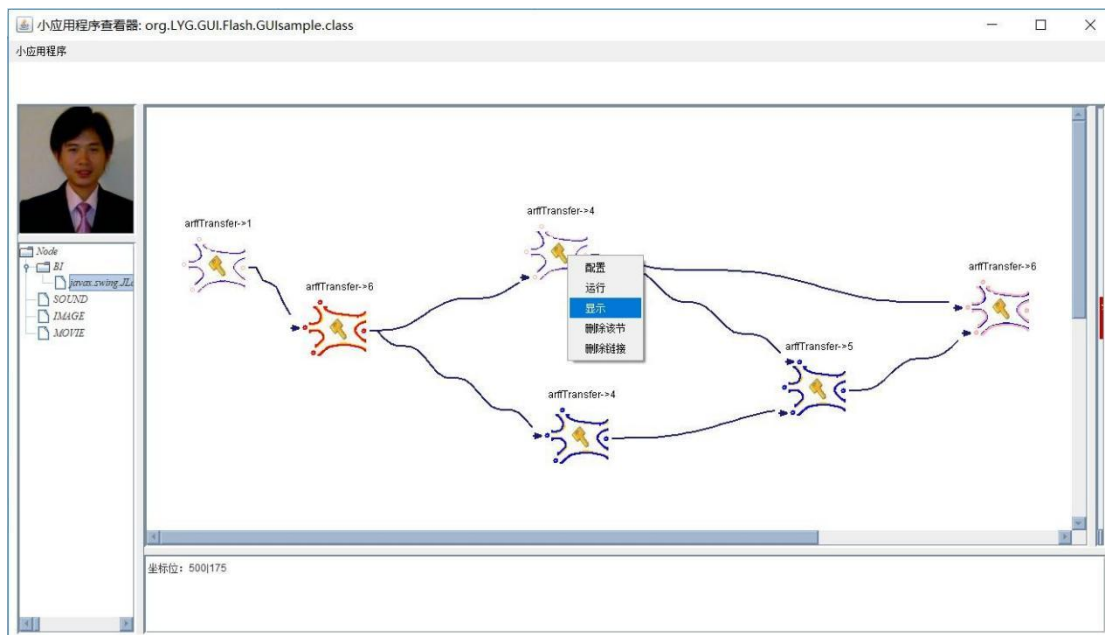 小应用程序查看器: org.LYG.GUI.Flash.GUIsample.class
小应用程序
arffTransfer->1
arffTransfer->4
arffTransfer->6
arffTransfer->6
配置
运行
显示
删除该节
删除链接
arffTransfer->5
arffTransfer->4
Node
BI
javax.swing.JL
SOUND
IMAGE
MOVIE
坐标位：500|175